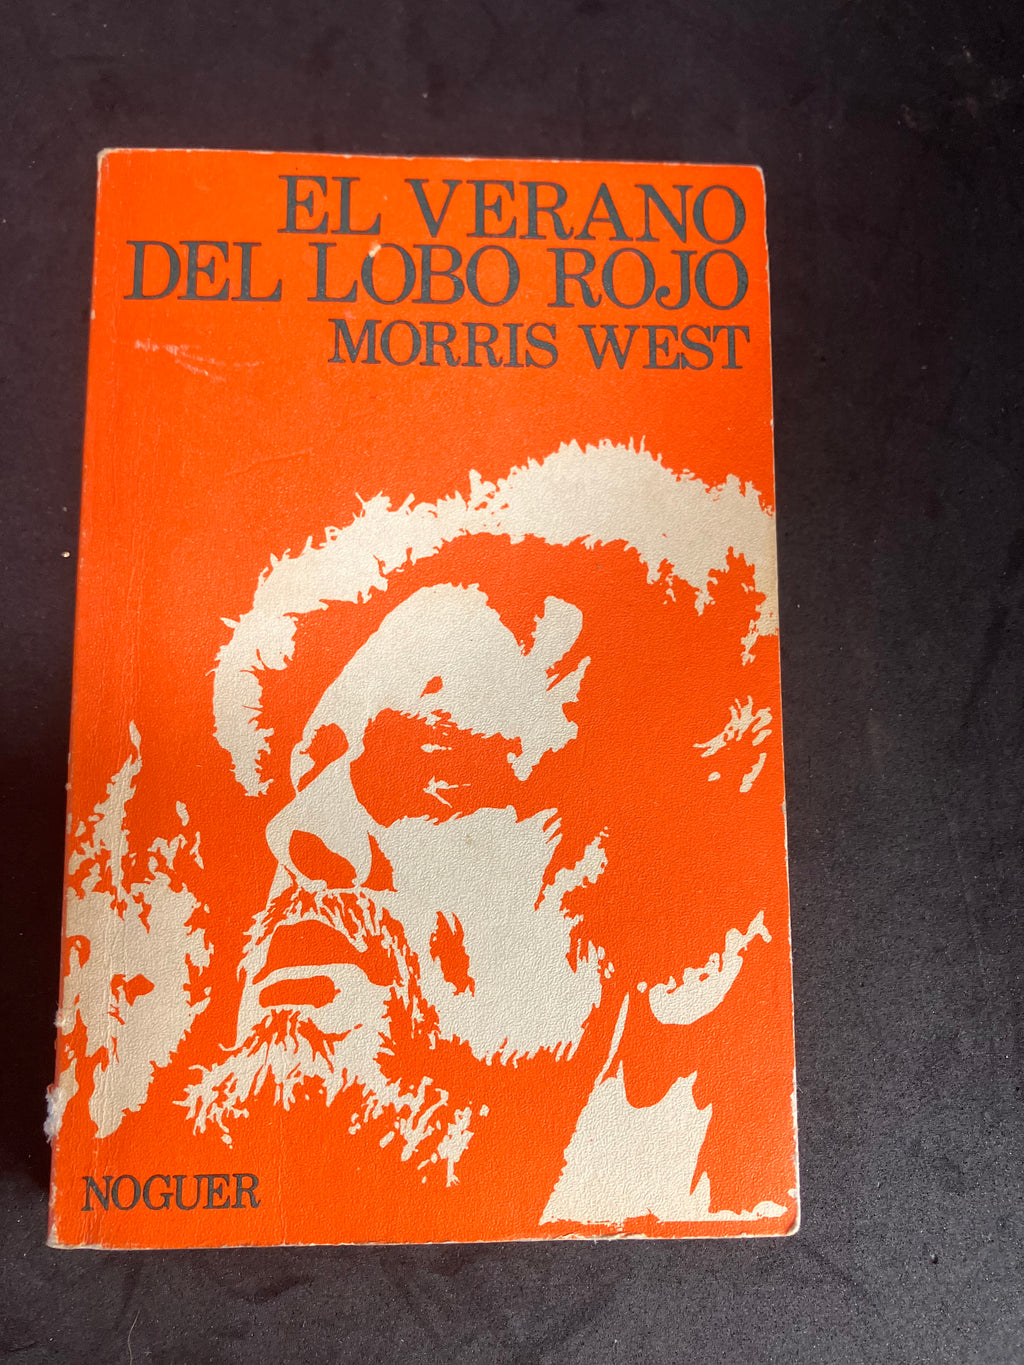 EL VERANO
DEL LOBO ROJO
MORRIS WEST
NOGUER